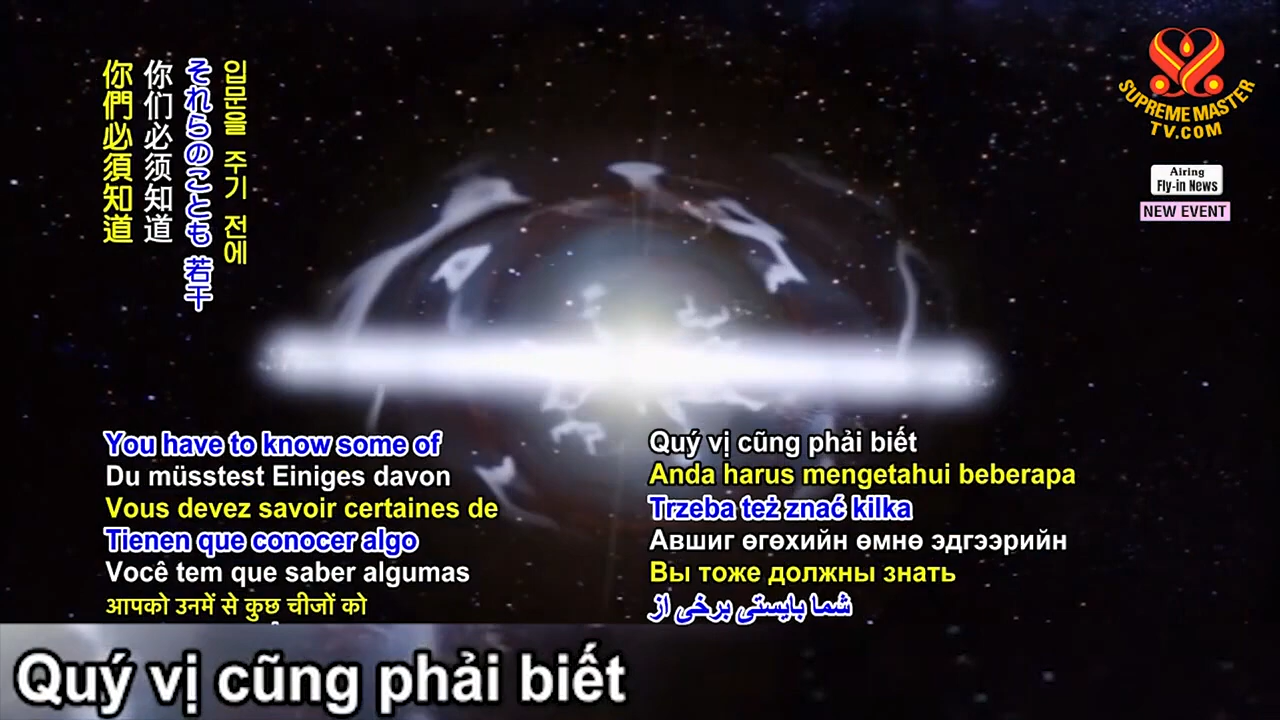 你們必須知道
你们必须知道
それらのことも 若干
입문을 주기 전에
SUPREME MASTER
TV.COM
Airing
Fly-in News
NEW EVENT
You have to know some of
Du müsstest Einiges davon
Vous devez savoir certaines de
Tienen que conocer algo
Você tem que saber algumas
आपको उनमें से कुछ चीजों को
Quý vị cũng phải biết
Anda harus mengetahui beberapa
Trzeba też znać kilka
Авшиг өгөхийн өмнө эдгээрийн
Вы тоже должны знать
شما بایستی برخی از
Quý vị cũng phải biết